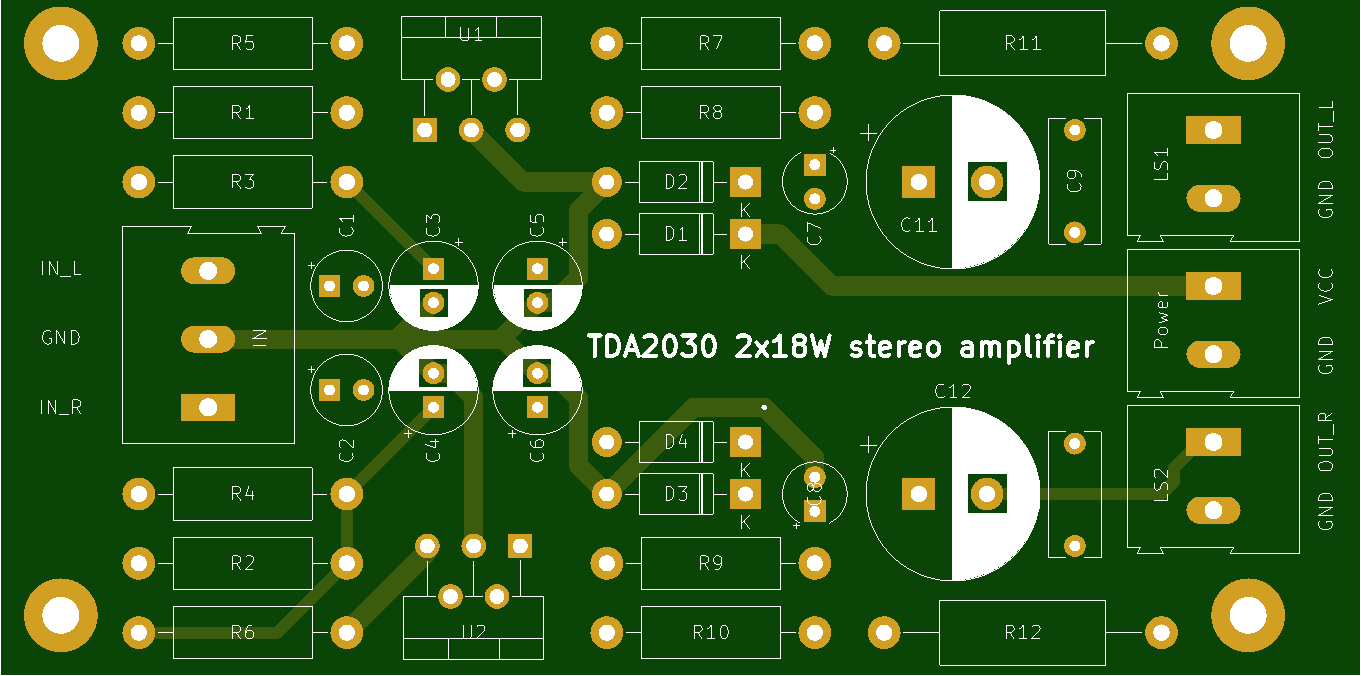 R5
U1
R7
R11
R1
R8
R3
D2
C7
C11
C9
LS1
GND OUT_L
D1
K
K
C1
C3
C5
IN_L
GND
IN_R
IN
TDA2030 2x18W stereo amplifier
Power
GND VCC
C12
C2
C4
C6
D4
K
D3
K
C8
LS2
GND OUT_R
R4
R2
R9
R6
U2
R10
R12